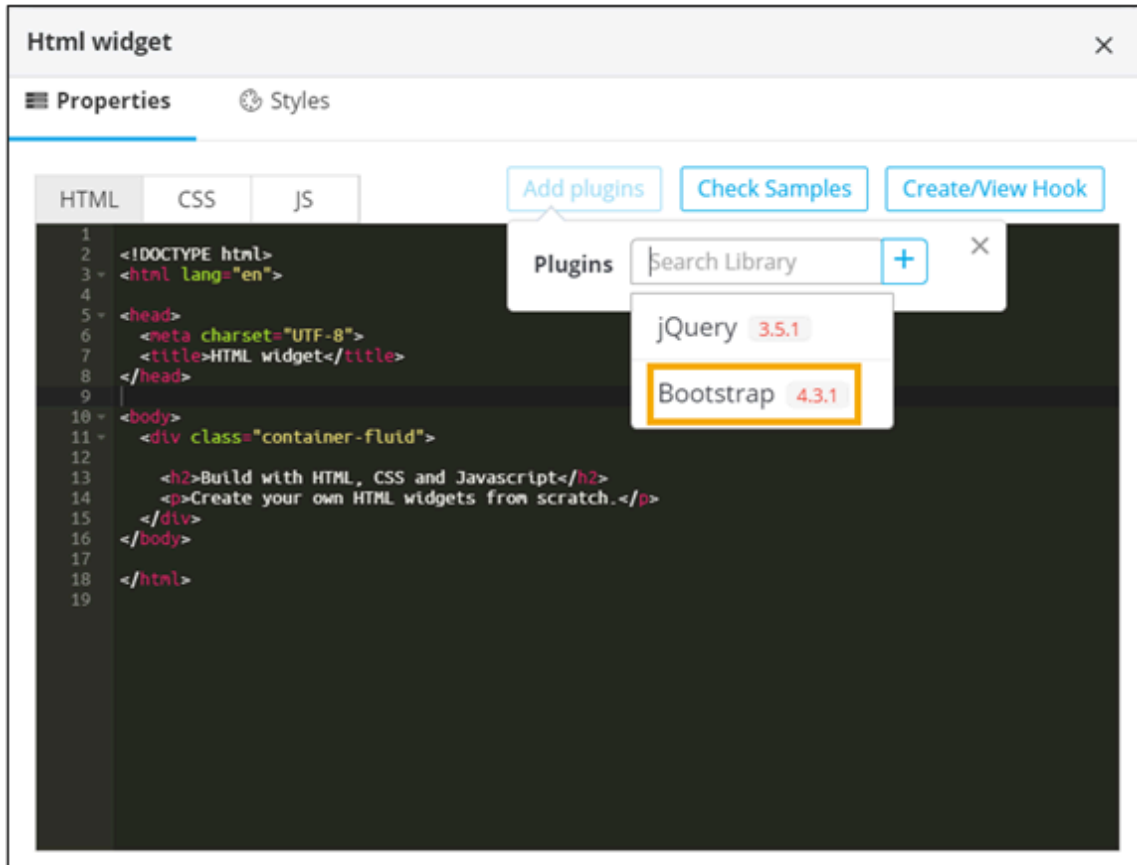 Html widget ×
Properties Styles
HTML CSS JS Add plugins Check Samples Create/View Hook
Plugins Search Library + ×
jQuery 3.5.1
Bootstrap 4.3.1
1
2 <!DOCTYPE html>
3 <html lang="en">
4
5 <head>
6 <meta charset="UTF-8">
7 <title>HTML widget</title>
8 </head>
9
10 <body>
11 <div class="container-fluid">
12
13 <h2>Build with HTML, CSS and Javascript</h2>
14 <p>Create your own HTML widgets from scratch.</p>
15 </div>
16 </body>
17
18 </html>
19